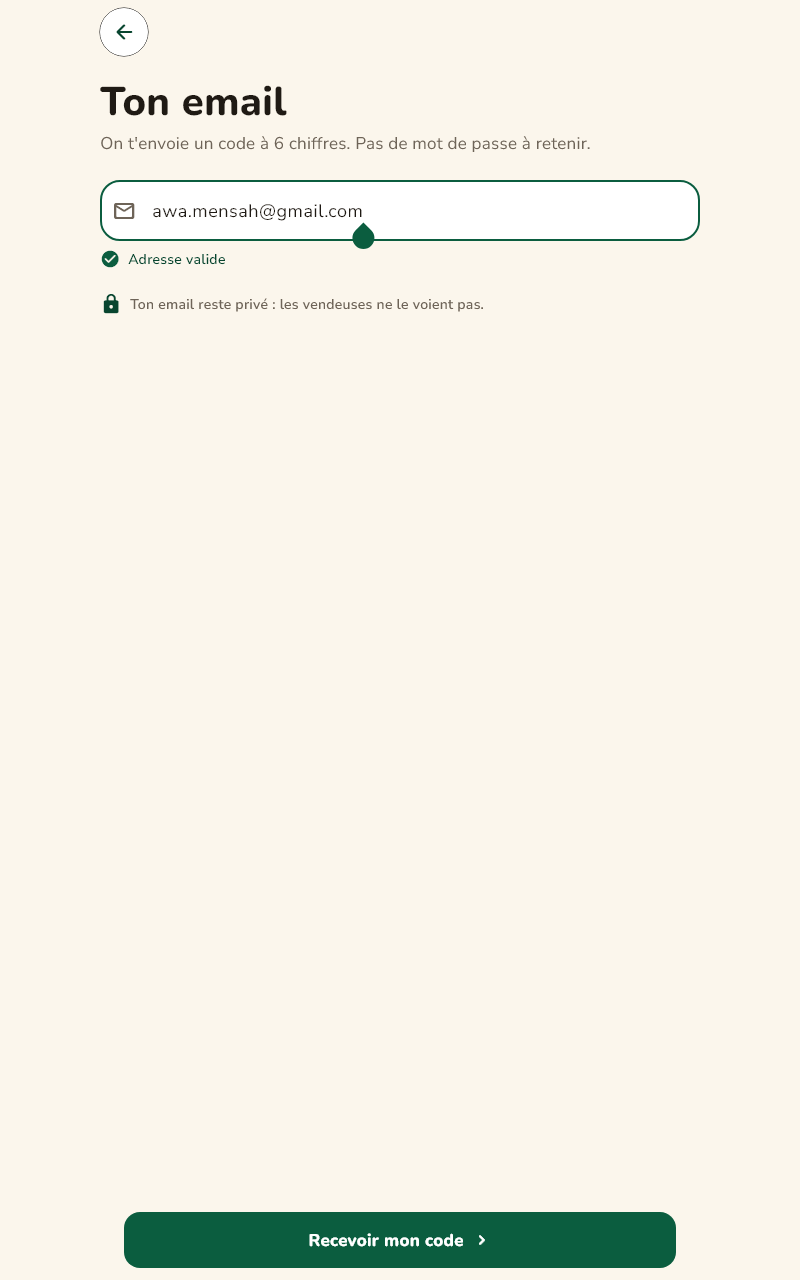 Ton email
On t'envoie un code à 6 chiffres. Pas de mot de passe à retenir.
awa.mensah@gmail.com
Adresse valide
Ton email reste privé : les vendeuses ne le voient pas.
Recevoir mon code